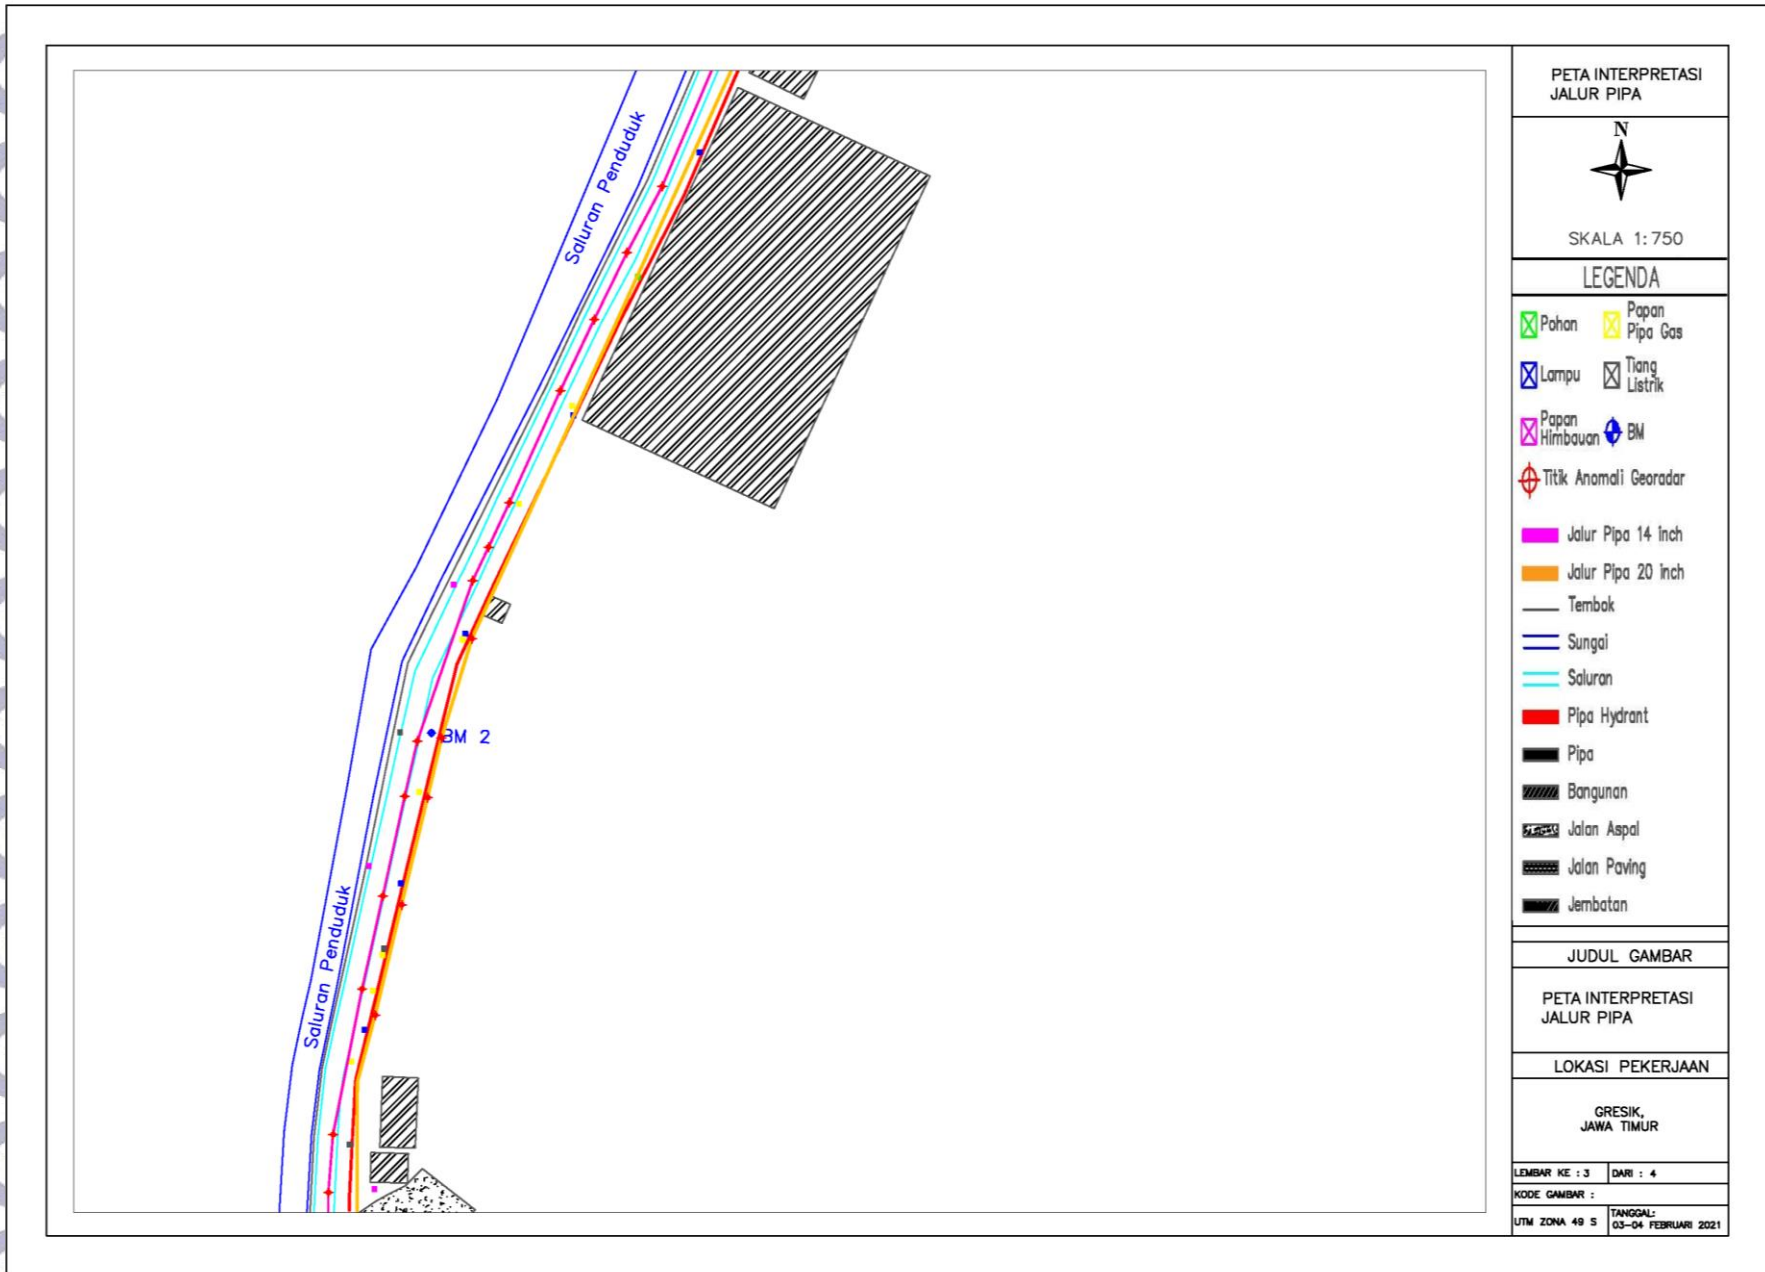 Saluran Penduduk
BM 2
Saluran Penduduk
PETA INTERPRETASI
JALUR PIPA
N
SKALA 1:750
LEGENDA
Pohan
Papan
Pipa Gas
Lampu
Tiang
Listrik
Papan
Himbauan
BM
Titik Anomali Georadar
Jalur Pipa 14 inch
Jalur Pipa 20 inch
Tembok
Sungai
Saluran
Pipa Hydrant
Pipa
Bangunan
Jalan Aspal
Jalan Paving
Jembatan
JUDUL GAMBAR
PETA INTERPRETASI
JALUR PIPA
LOKASI PEKERJAAN
GRESIK,
JAWA TIMUR
LEMBAR KE : 3
DARI : 4
KODE GAMBAR :
UTM ZONA 49 S
TANGGAL:
03-04 FEBRUARI 2021